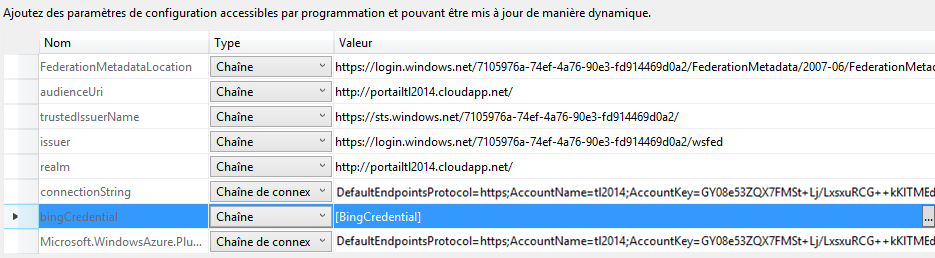 Ajoutez des paramètres de configuration accessibles par programmation et pouvant être mis à jour de manière dynamique.
Nom Type Valeur
FederationMetadataLocation Chaîne https://login.windows.net/7105976a-74ef-4a76-90e3-fd914469d0a2/FederationMetadata/2007-06/FederationMetad
audienceUri Chaîne http://portailtl2014.cloudapp.net/
trustedIssuerName Chaîne https://sts.windows.net/7105976a-74ef-4a76-90e3-fd914469d0a2/
issuer Chaîne https://login.windows.net/7105976a-74ef-4a76-90e3-fd914469d0a2/wsfed
realm Chaîne http://portailtl2014.cloudapp.net/
connectionString Chaîne de connex DefaultEndpointsProtocol=https;AccountName=tl2014;AccountKey=GY08e53ZQX7FMSt+Lj/LxsxuRCG++kKITMEd
bingCredential Chaîne [BingCredential] ...
Microsoft.WindowsAzure.Plu... Chaîne de connex DefaultEndpointsProtocol=https;AccountName=tl2014;AccountKey=GY08e53ZQX7FMSt+Lj/LxsxuRCG++kKITMEd